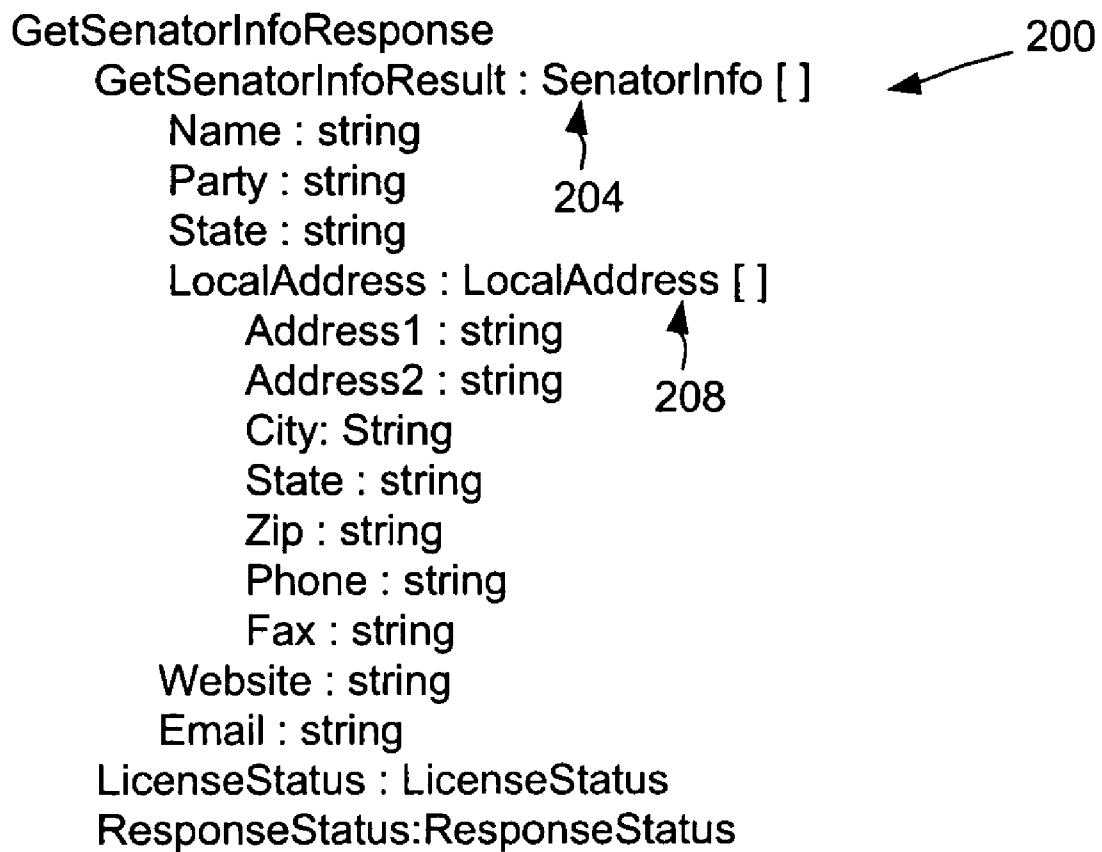 GetSenatorInfoResponse 200
GetSenatorInfoResult : SenatorInfo [ ]
Name : string
Party : string 204
State : string
LocalAddress : LocalAddress [ ]
Address1 : string
Address2 : string 208
City: String
State : string
Zip : string
Phone : string
Fax : string
Website : string
Email : string
LicenseStatus : LicenseStatus
ResponseStatus:ResponseStatus